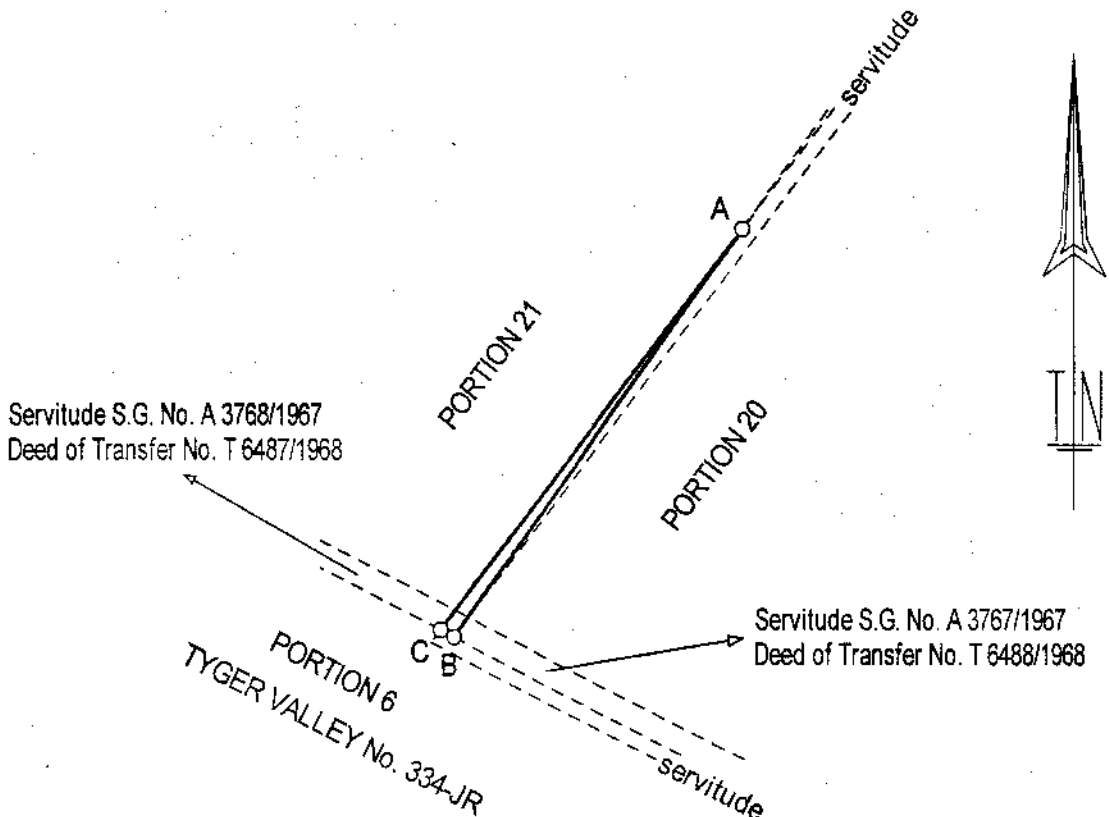 servitude
A
TN
PORTION 21
PORTION 20
Servitude S.G. No. A 3768/1967
Deed of Transfer No. T 6487/1968
Servitude S.G. No. A 3767/1967
Deed of Transfer No. T 6488/1968
C
B
PORTION 6
TYGER VALLEY No. 334-JR
servitude